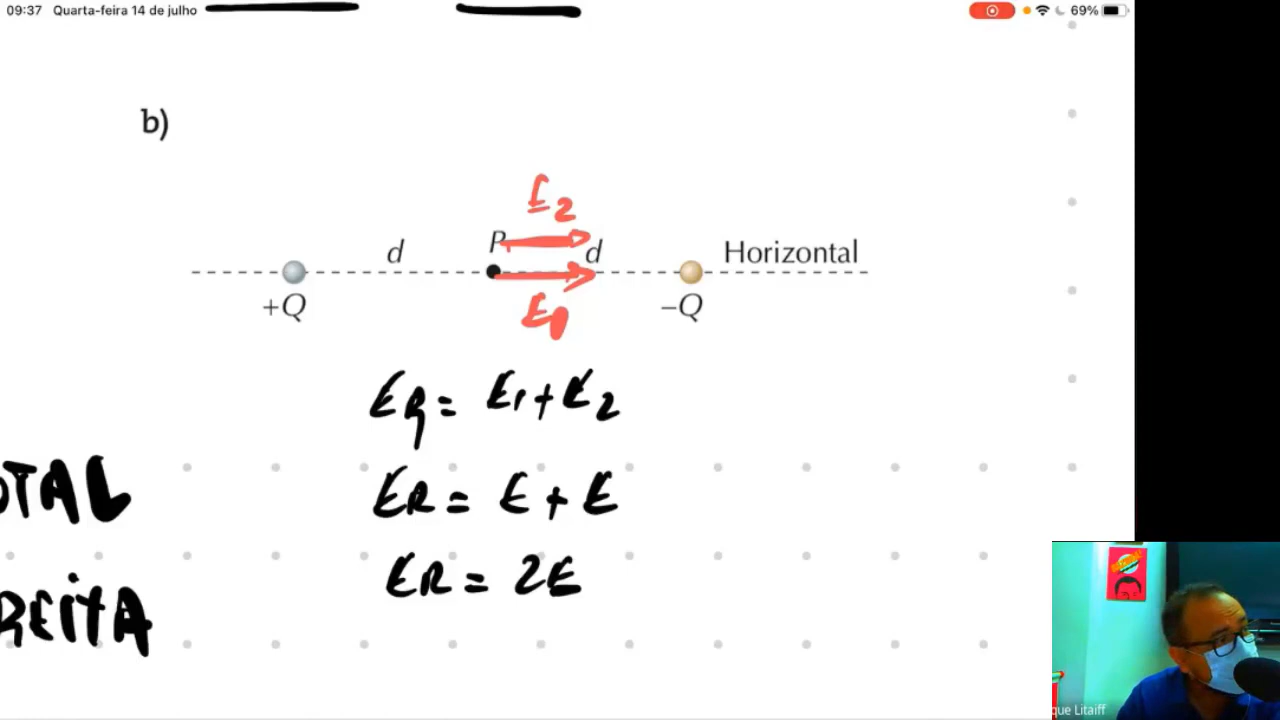 09:37 Quarta-feira 14 de julho
69%
b)
E2
d
P
d
Horizontal
+Q
E1
–Q
ER = E1 + E2
OTAL
ER = E + E
ER = 2E
REITA
que Litaiff